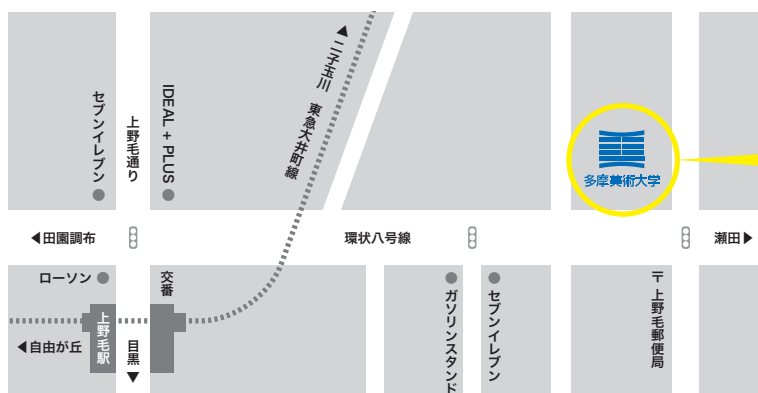 セブンイレブン
上野毛通り
IDEAL + PLUS
▲二子玉川 東急大井町線
多摩美術大学
◀田園調布
環状八号線
瀬田▶
ローソン
交番
ガソリンスタンド
セブンイレブン
〒上野毛郵便局
上野毛駅
◀自由が丘
目黒▼